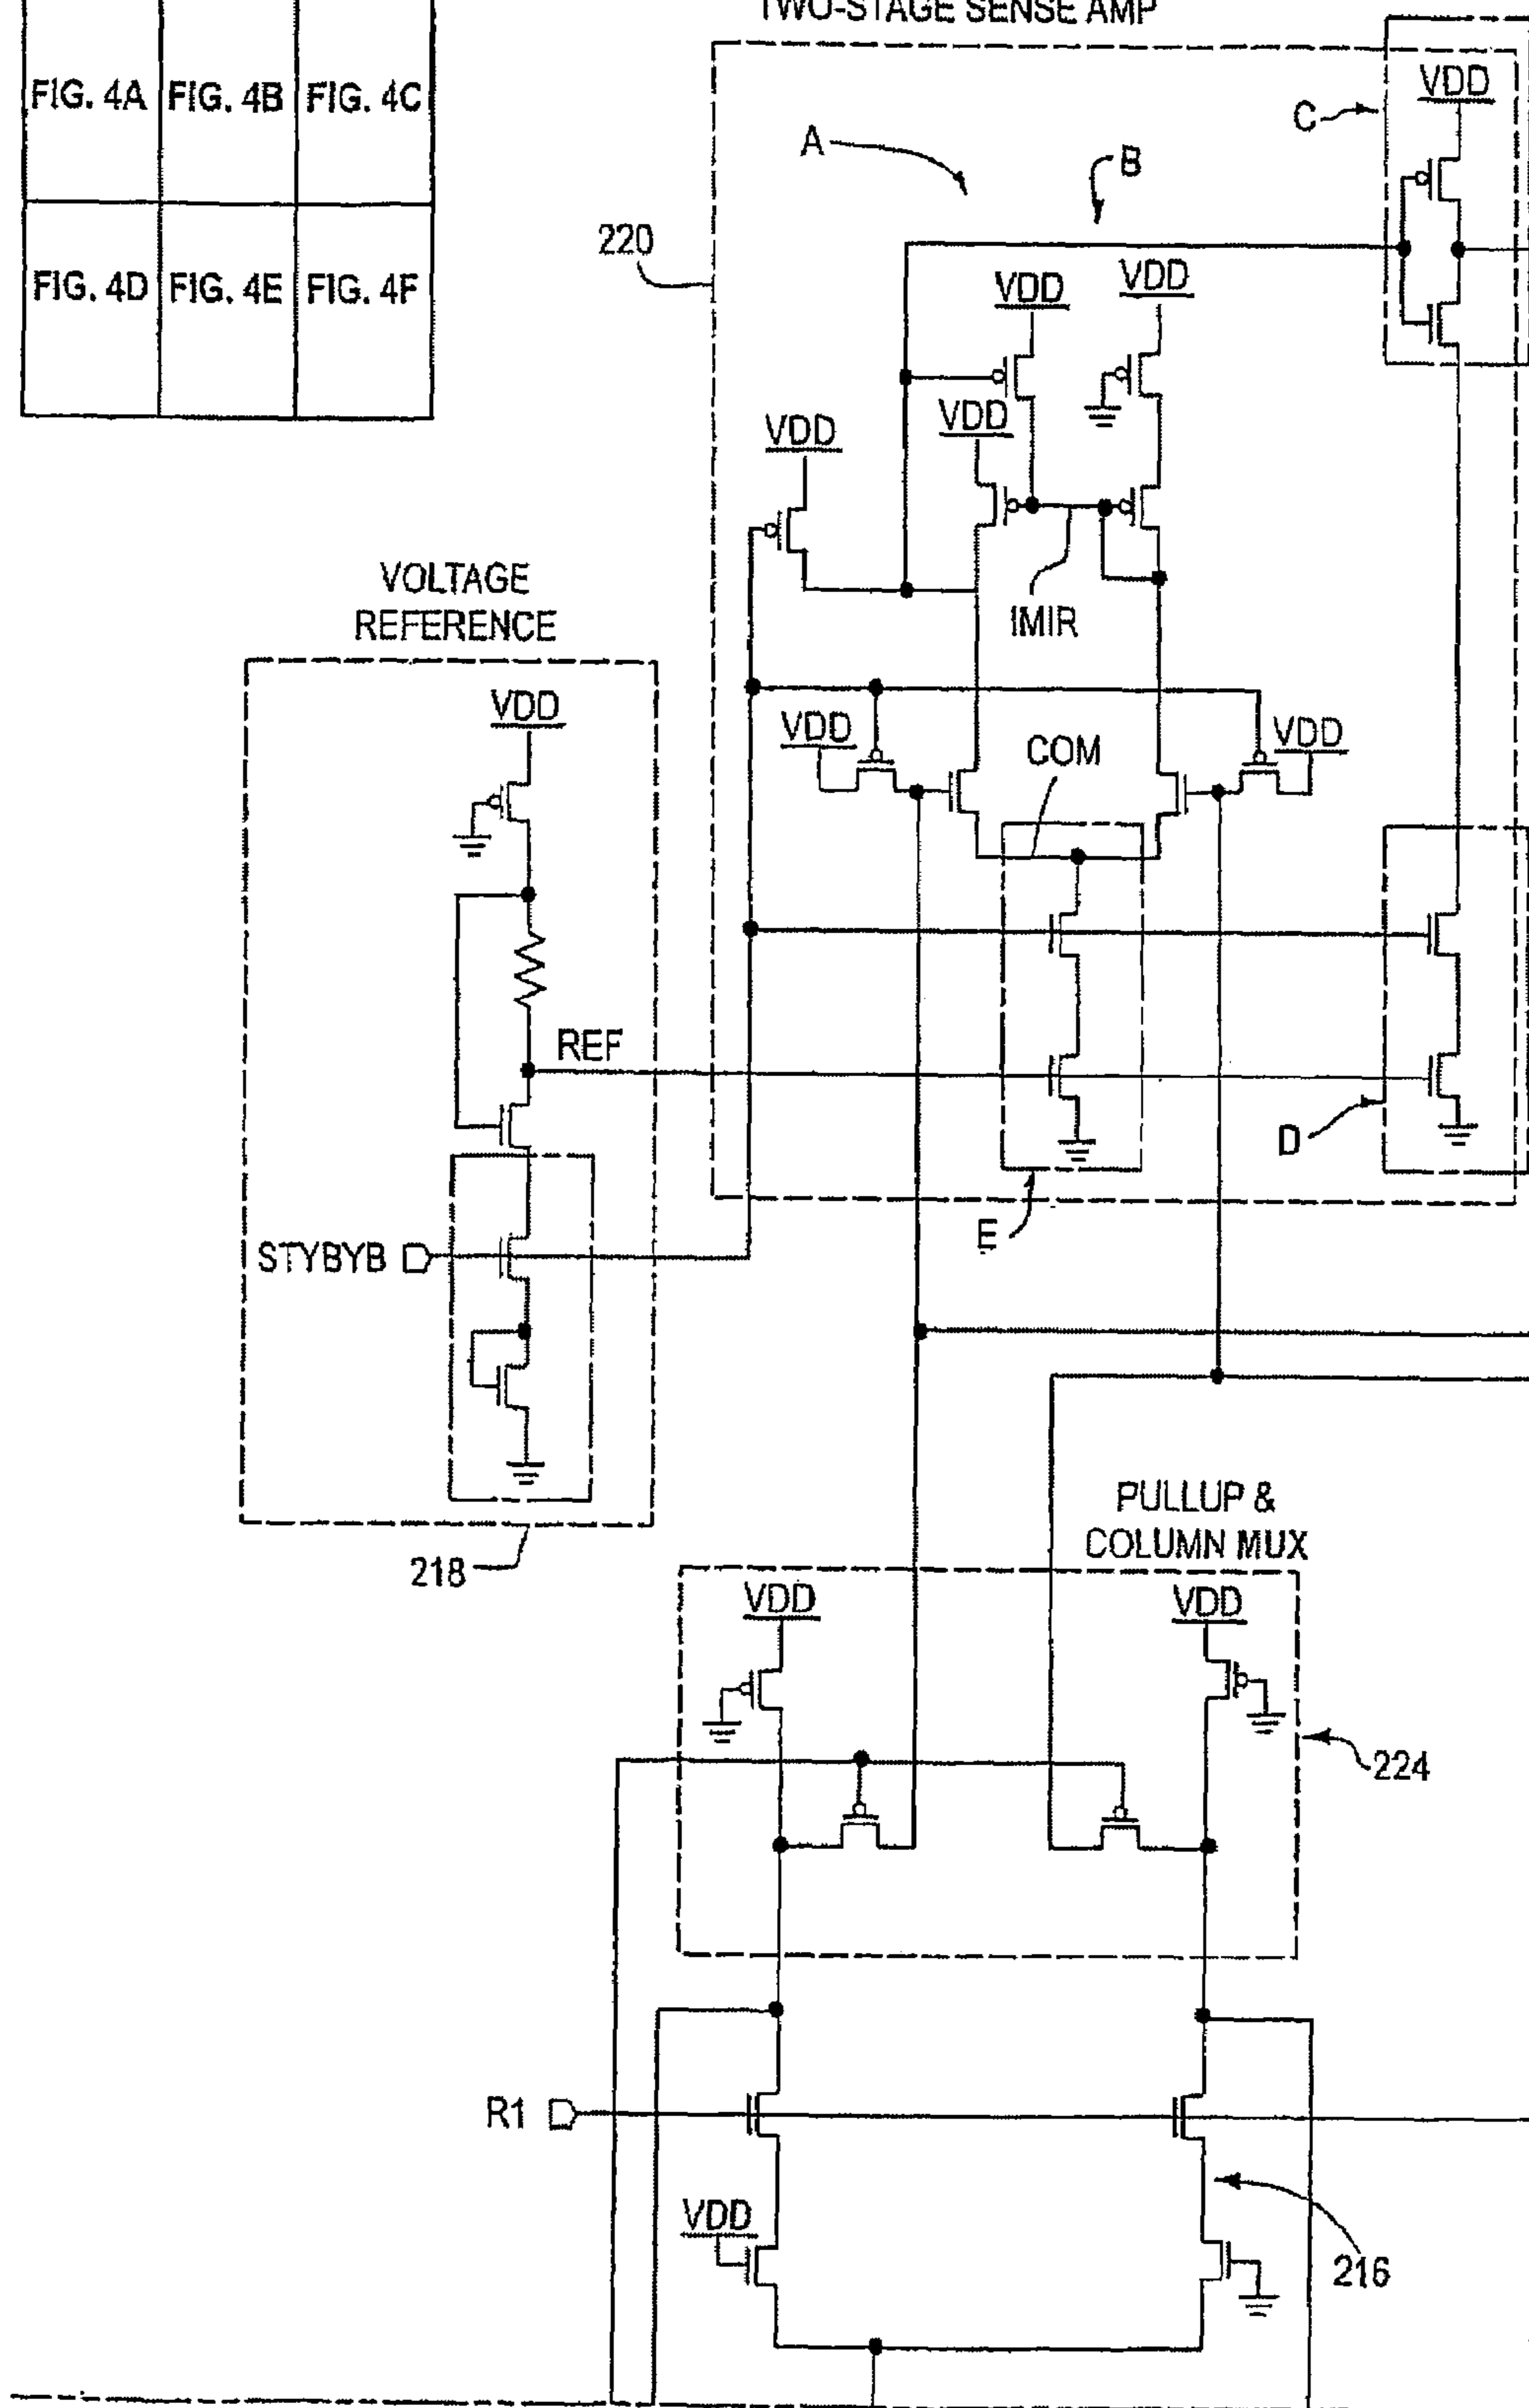 TWO-STAGE SENSE AMP
FIG. 4A FIG. 4B FIG. 4C
FIG. 4D FIG. 4E FIG. 4F
VDD
C
A
B
220
VDD
VDD
VDD
VDD
IMIR
VOLTAGE
REFERENCE
VDD
VDD
COM
VDD
REF
D
E
STYBYB
218
PULLUP &
COLUMN MUX
VDD
VDD
224
R1
VDD
216